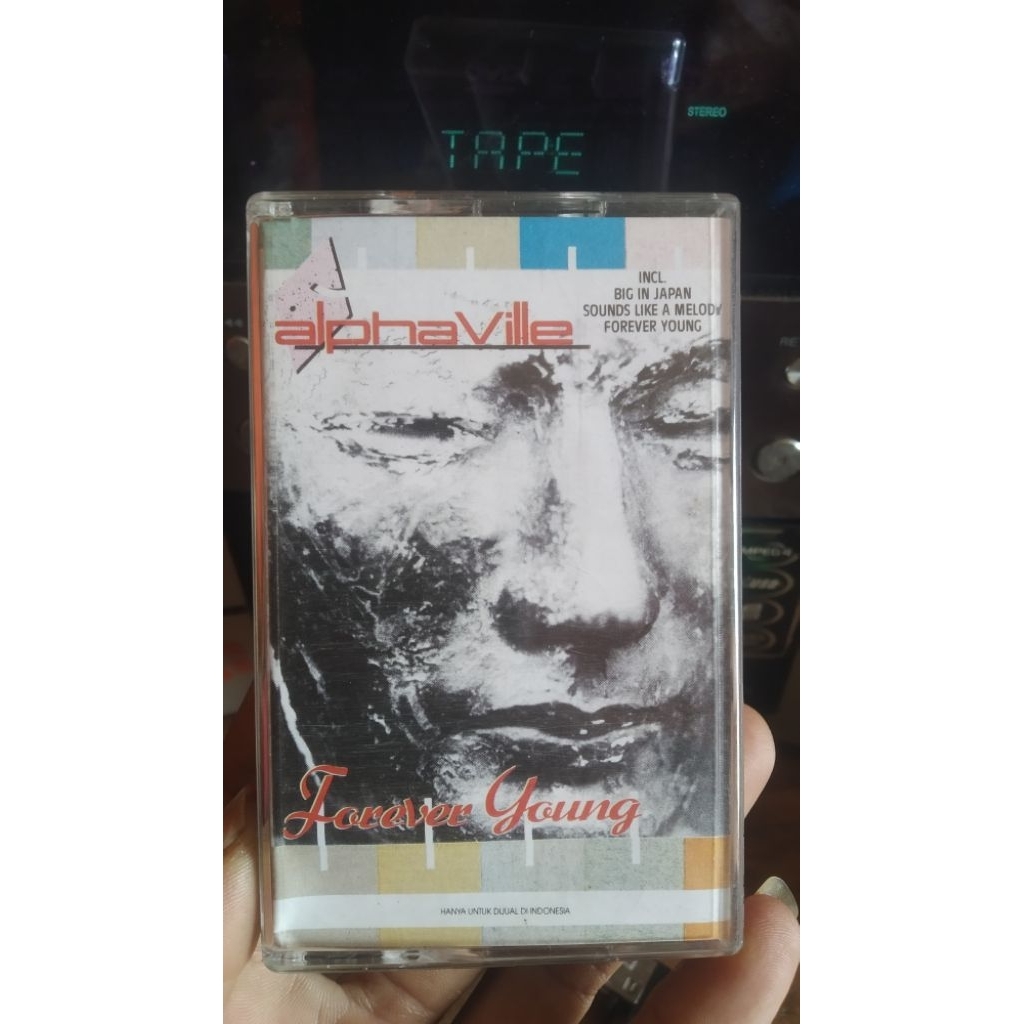 STEREO
TAPE
INCL.
BIG IN JAPAN
SOUNDS LIKE A MELODY
FOREVER YOUNG
alphaville
Forever Young
HANYA UNTUK DIJUAL DI INDONESIA